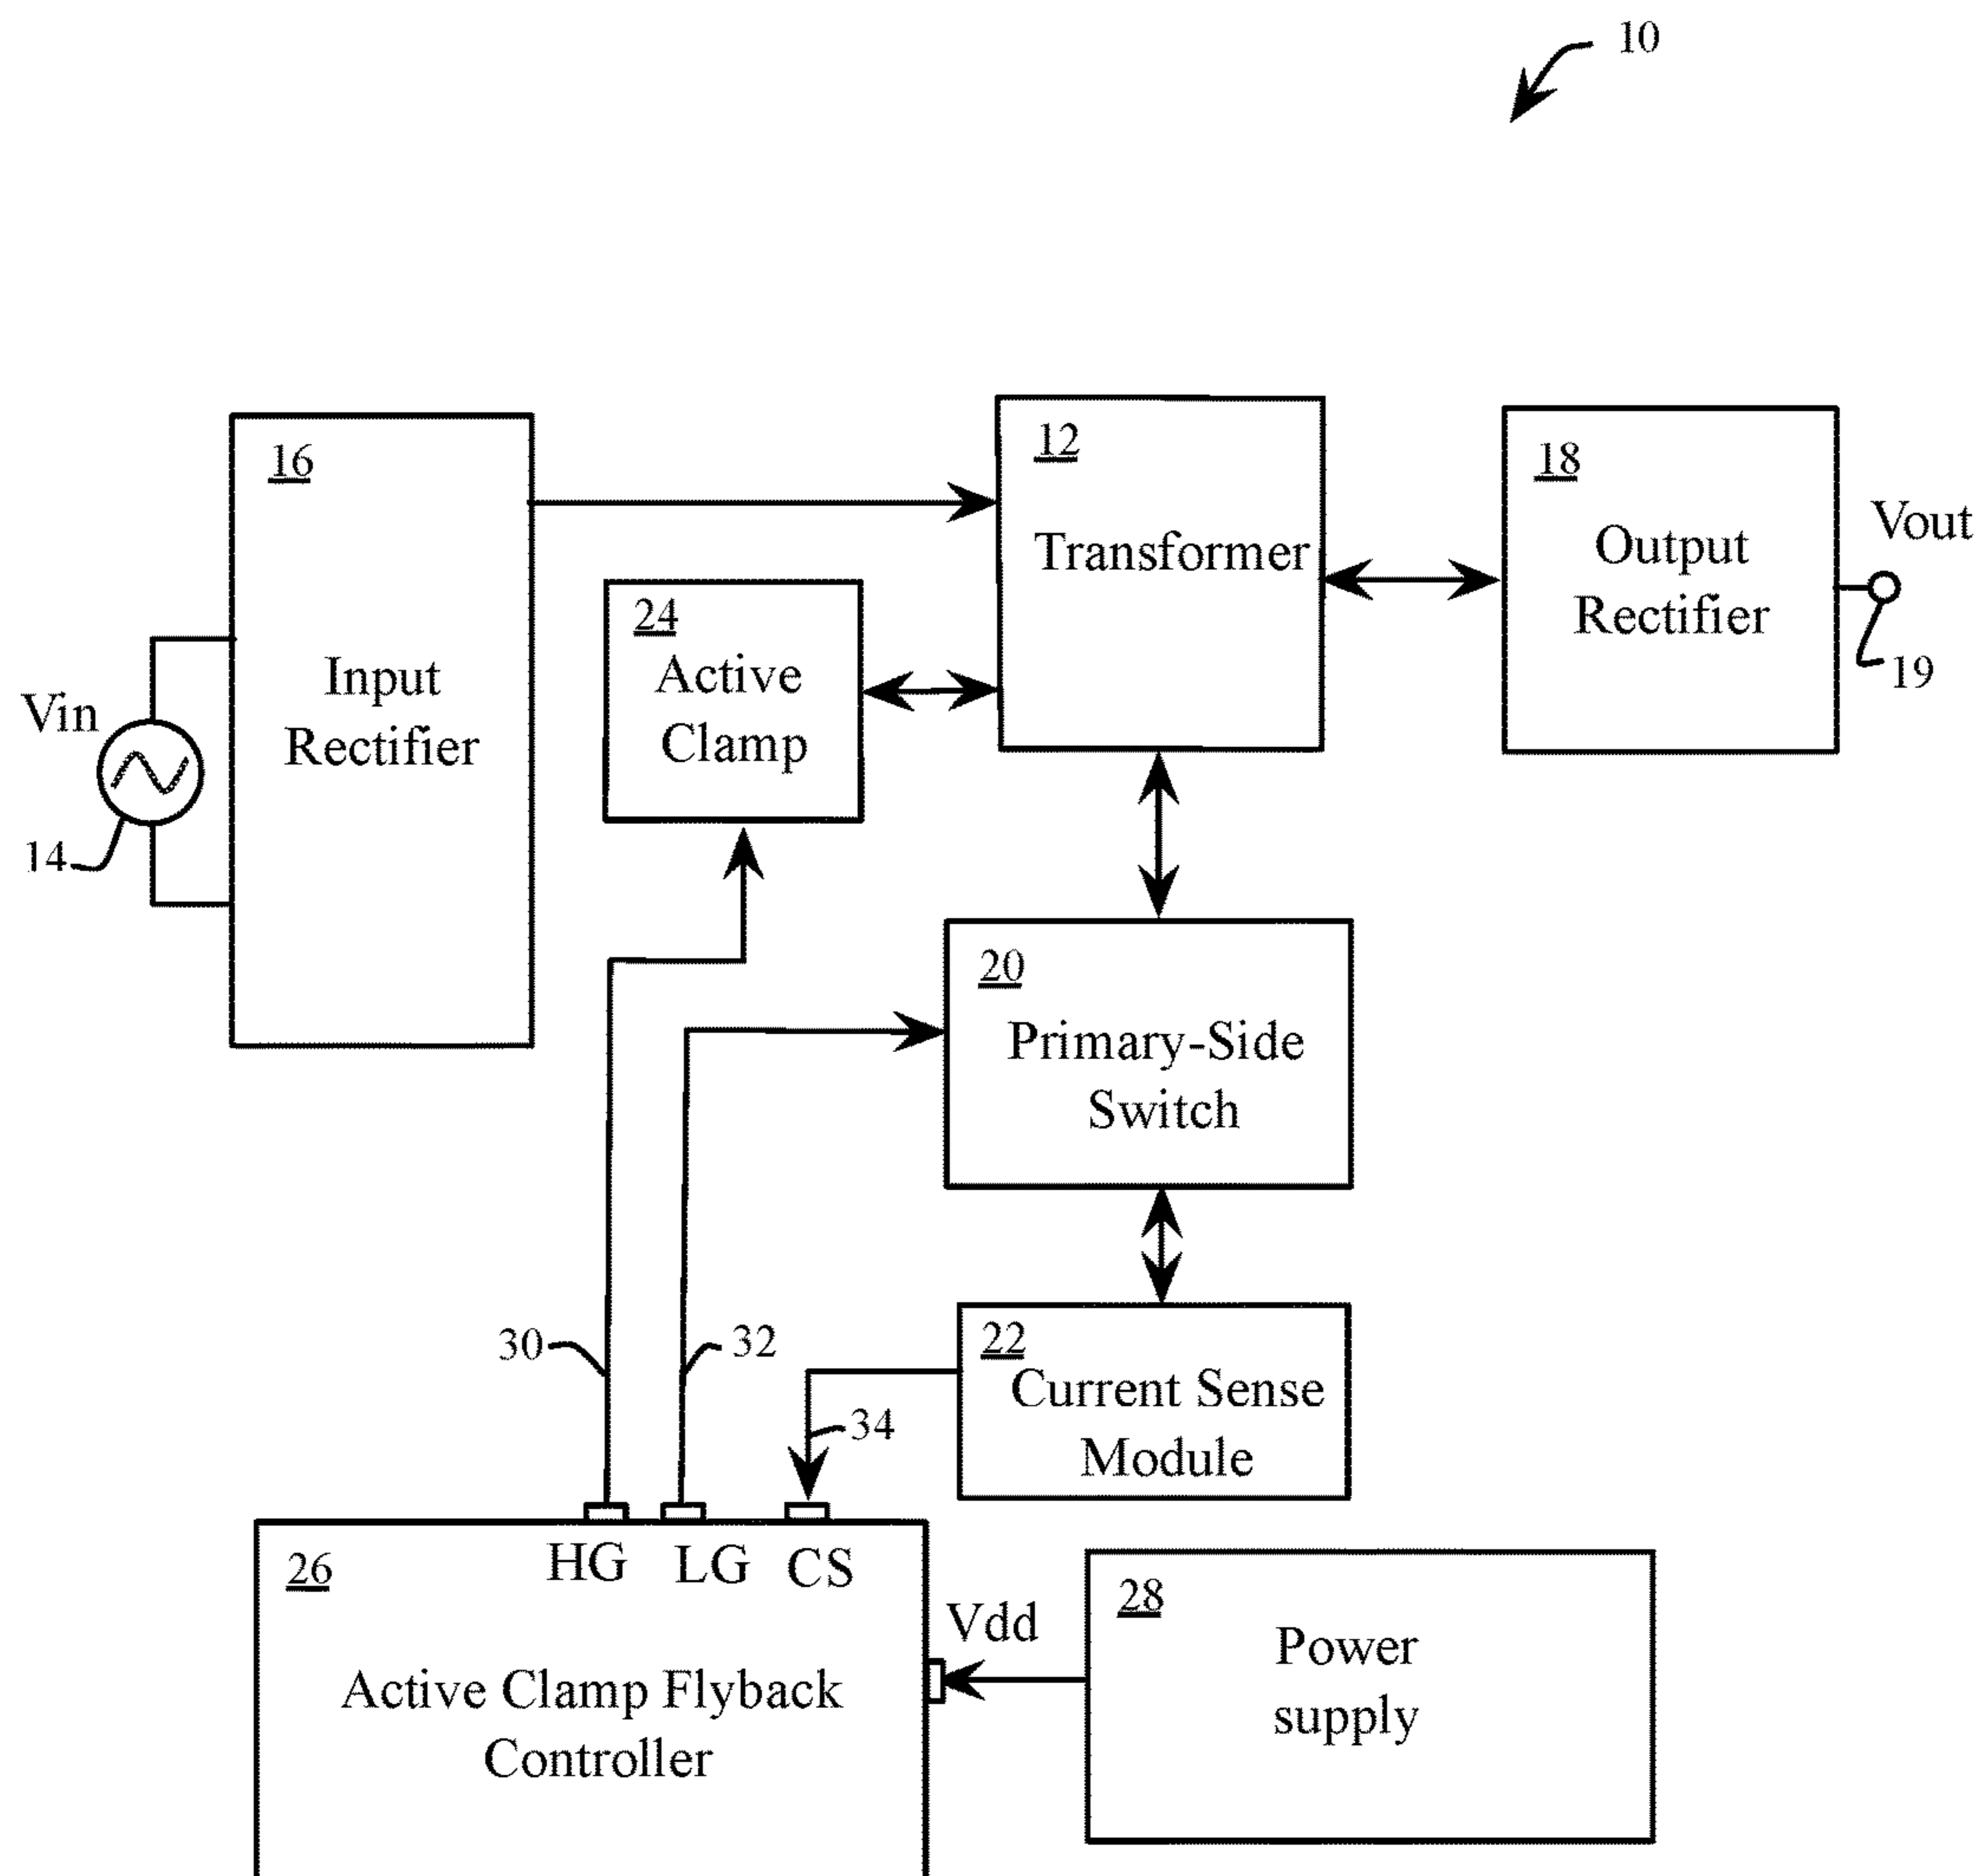 10
16
Input
Rectifier
Vin
14
12
Transformer
18
Output
Rectifier
Vout
19
24
Active
Clamp
20
Primary-Side
Switch
30
32
22
Current Sense
Module
34
HG LG CS
26
Active Clamp Flyback
Controller
Vdd
28
Power
supply